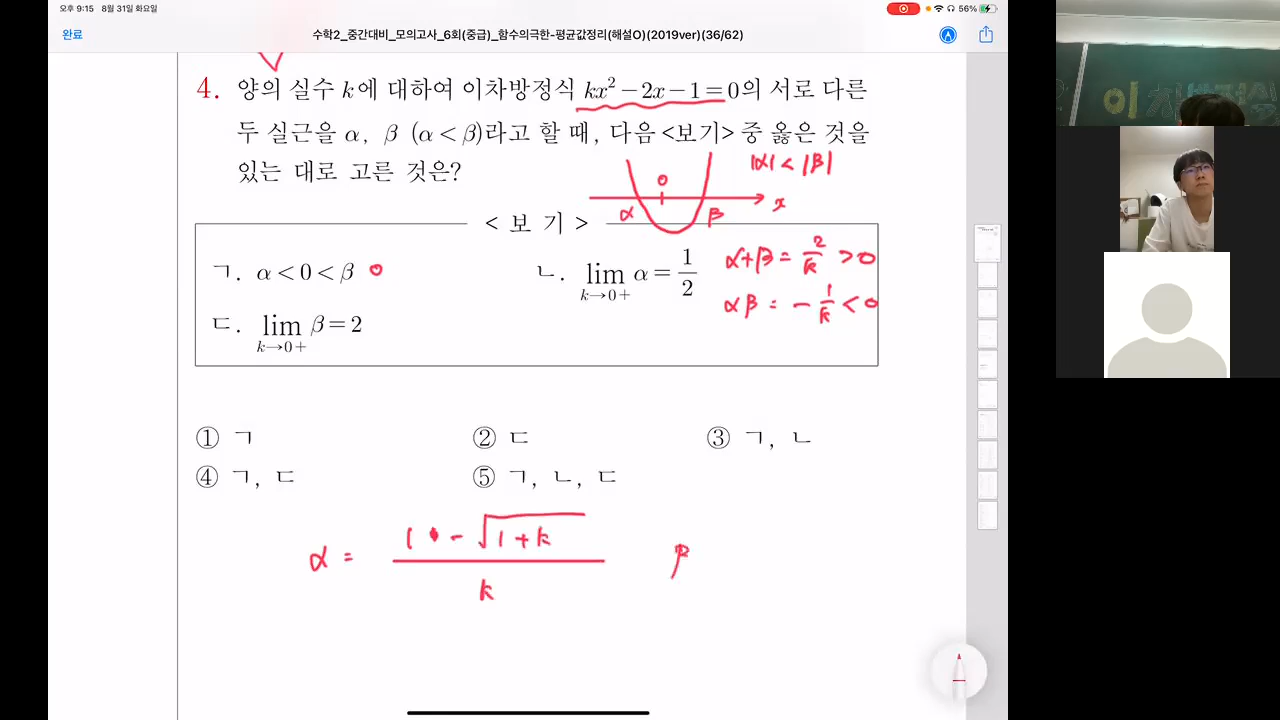 오후 9:15 8월 31일 화요일
56%
완료
수학2_중간대비_모의고사_6회(중급)_함수의극한-평균값정리(해설O)(2019ver)(36/62)
4. 양의 실수 k에 대하여 이차방정식 kx² − 2x − 1 = 0의 서로 다른
두 실근을 α, β (α < β)라고 할 때, 다음 <보기> 중 옳은 것을
있는 대로 고른 것은?
|α| < |β|
0
α β x
< 보 기 >
ㄱ. α < 0 < β o
ㄴ. lim α = 1/2
k→0+
α+β = 2/k > 0
αβ = − 1/k < 0
ㄷ. lim β = 2
k→0+
① ㄱ ② ㄷ ③ ㄱ, ㄴ
④ ㄱ, ㄷ ⑤ ㄱ, ㄴ, ㄷ
α = (1 − √(1+k)) / k
β
이차방정식